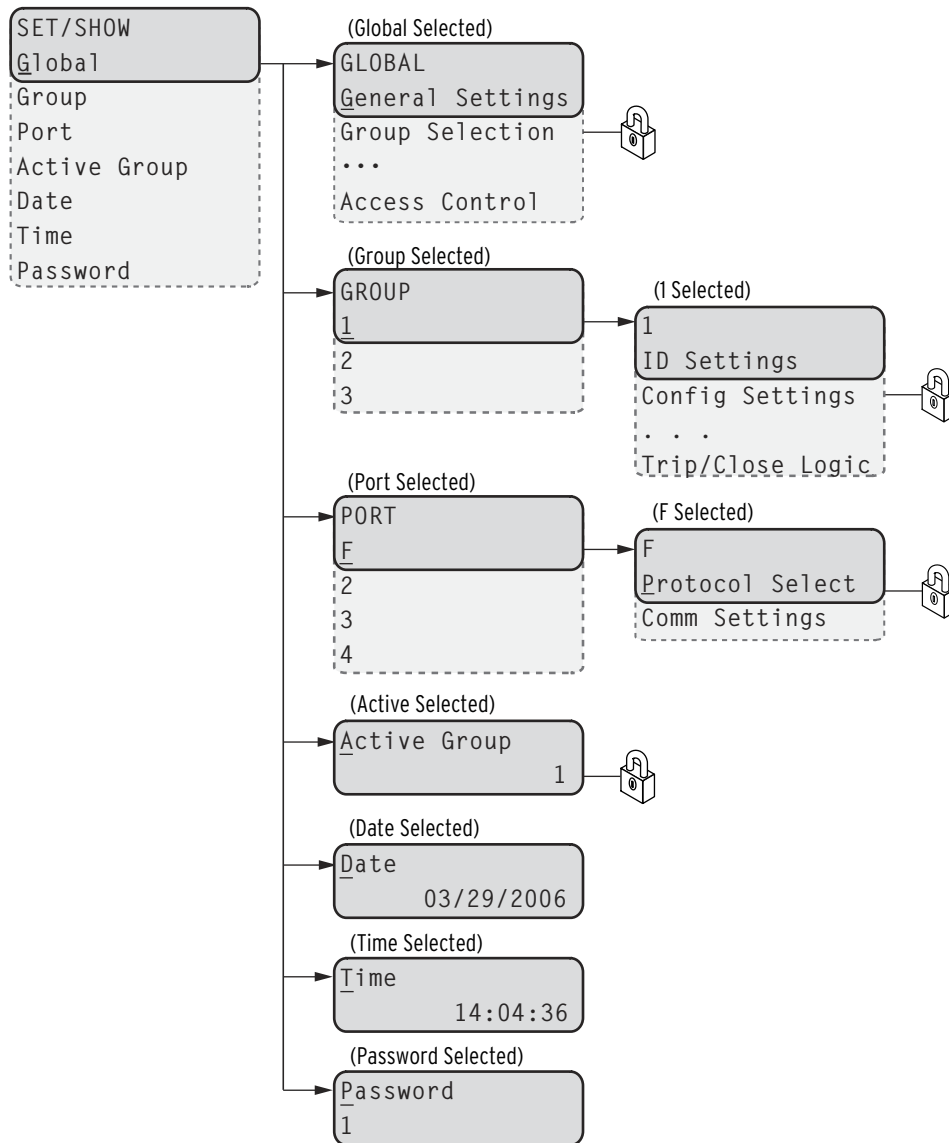 SET/SHOW
Global
Group
Port
Active Group
Date
Time
Password
(Global Selected)
GLOBAL
General Settings
Group Selection
...
Access Control
(Group Selected)
GROUP
1
2
3
(1 Selected)
1
ID Settings
Config Settings
. . .
Trip/Close Logic
(Port Selected)
PORT
F
2
3
4
(F Selected)
F
Protocol Select
Comm Settings
(Active Selected)
Active Group
1
(Date Selected)
Date
03/29/2006
(Time Selected)
Time
14:04:36
(Password Selected)
Password
1